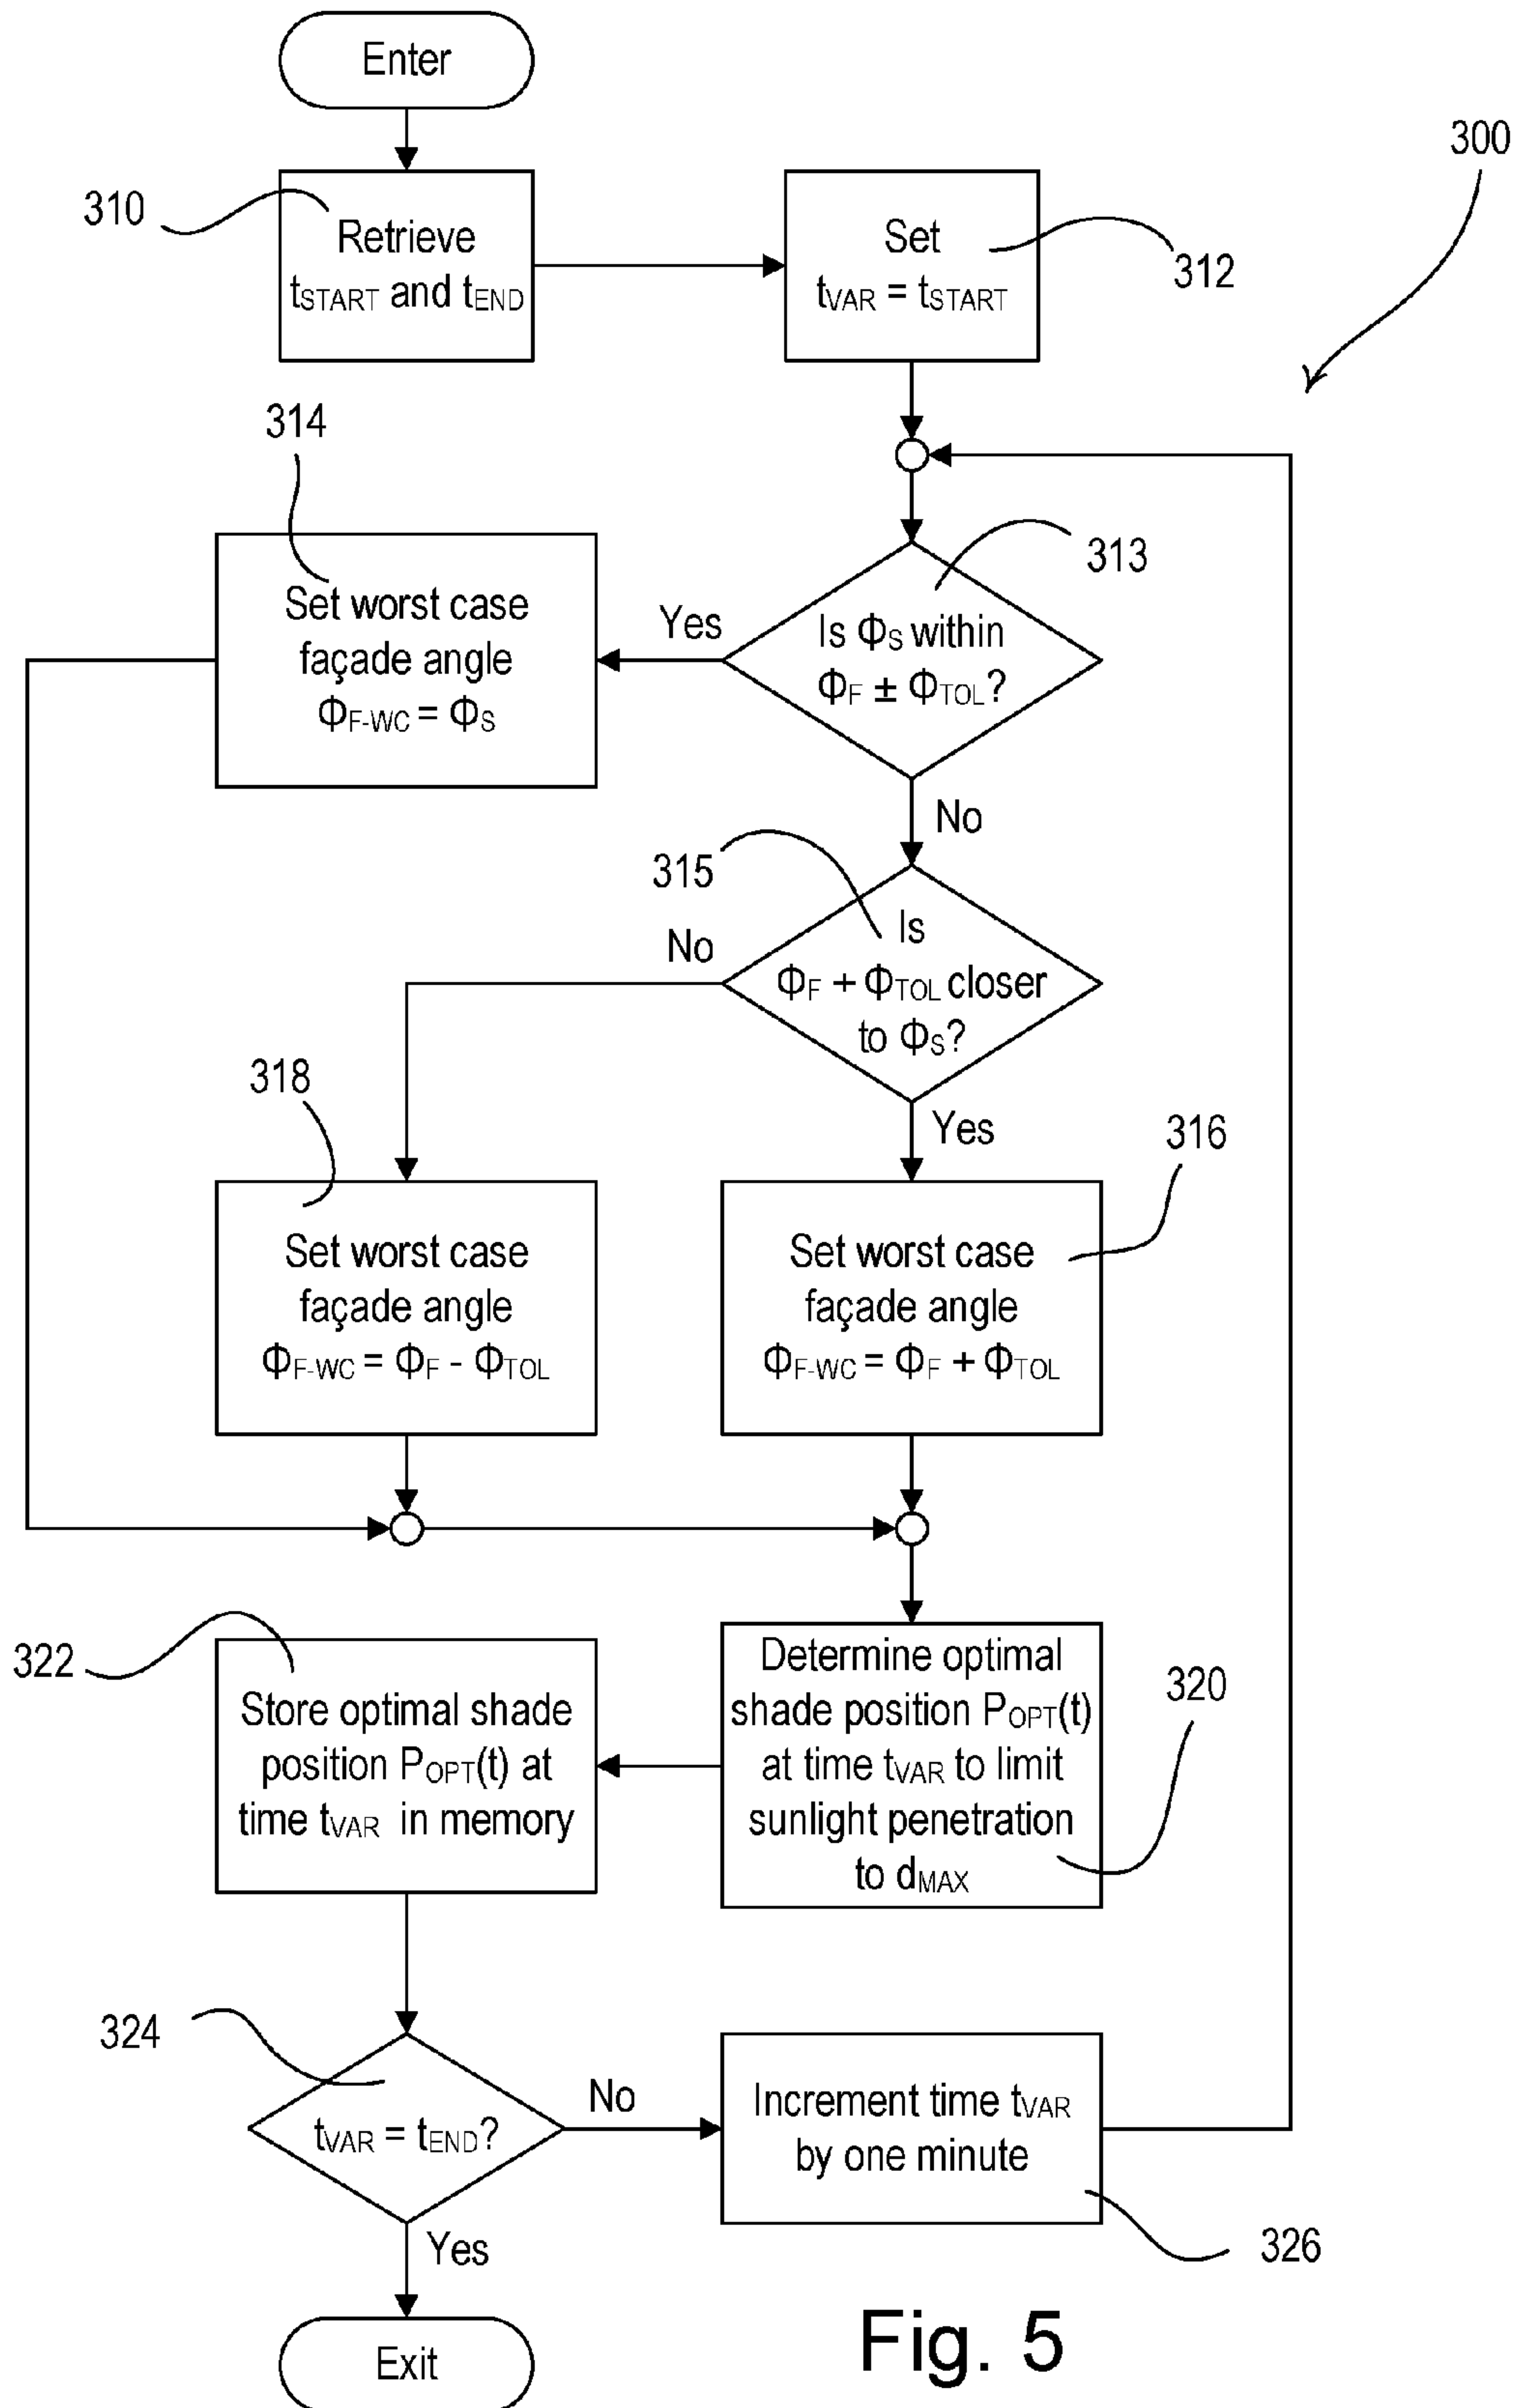 Enter
300
310
Retrieve
tSTART and tEND
Set
tVAR = tSTART
312
314
Set worst case
façade angle
ΦF-WC = ΦS
Yes
313
Is ΦS within
ΦF ± ΦTOL?
No
315
Is
ΦF + ΦTOL closer
to ΦS?
No
Yes
318
Set worst case
façade angle
ΦF-WC = ΦF - ΦTOL
316
Set worst case
façade angle
ΦF-WC = ΦF + ΦTOL
320
Determine optimal
shade position POPT(t)
at time tVAR to limit
sunlight penetration
to dMAX
322
Store optimal shade
position POPT(t) at
time tVAR in memory
324
tVAR = tEND?
No
Increment time tVAR
by one minute
326
Yes
Exit
Fig. 5